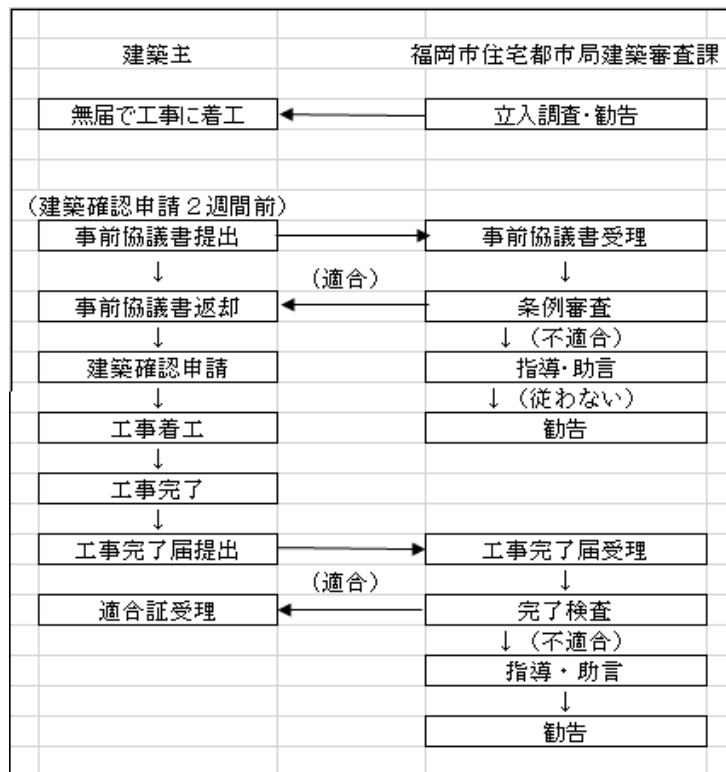 建築主 福岡市住宅都市局建築審査課
無届で工事に着工 立入調査・勧告
(建築確認申請2週間前)
事前協議書提出 事前協議書受理
↓ (適合) ↓
事前協議書返却 条例審査
↓ ↓(不適合)
建築確認申請 指導・助言
↓ ↓(従わない)
工事着工 勧告
↓
工事完了
↓
工事完了届提出 工事完了届受理
(適合) ↓
適合証受理 完了検査
↓(不適合)
指導・助言
↓
勧告